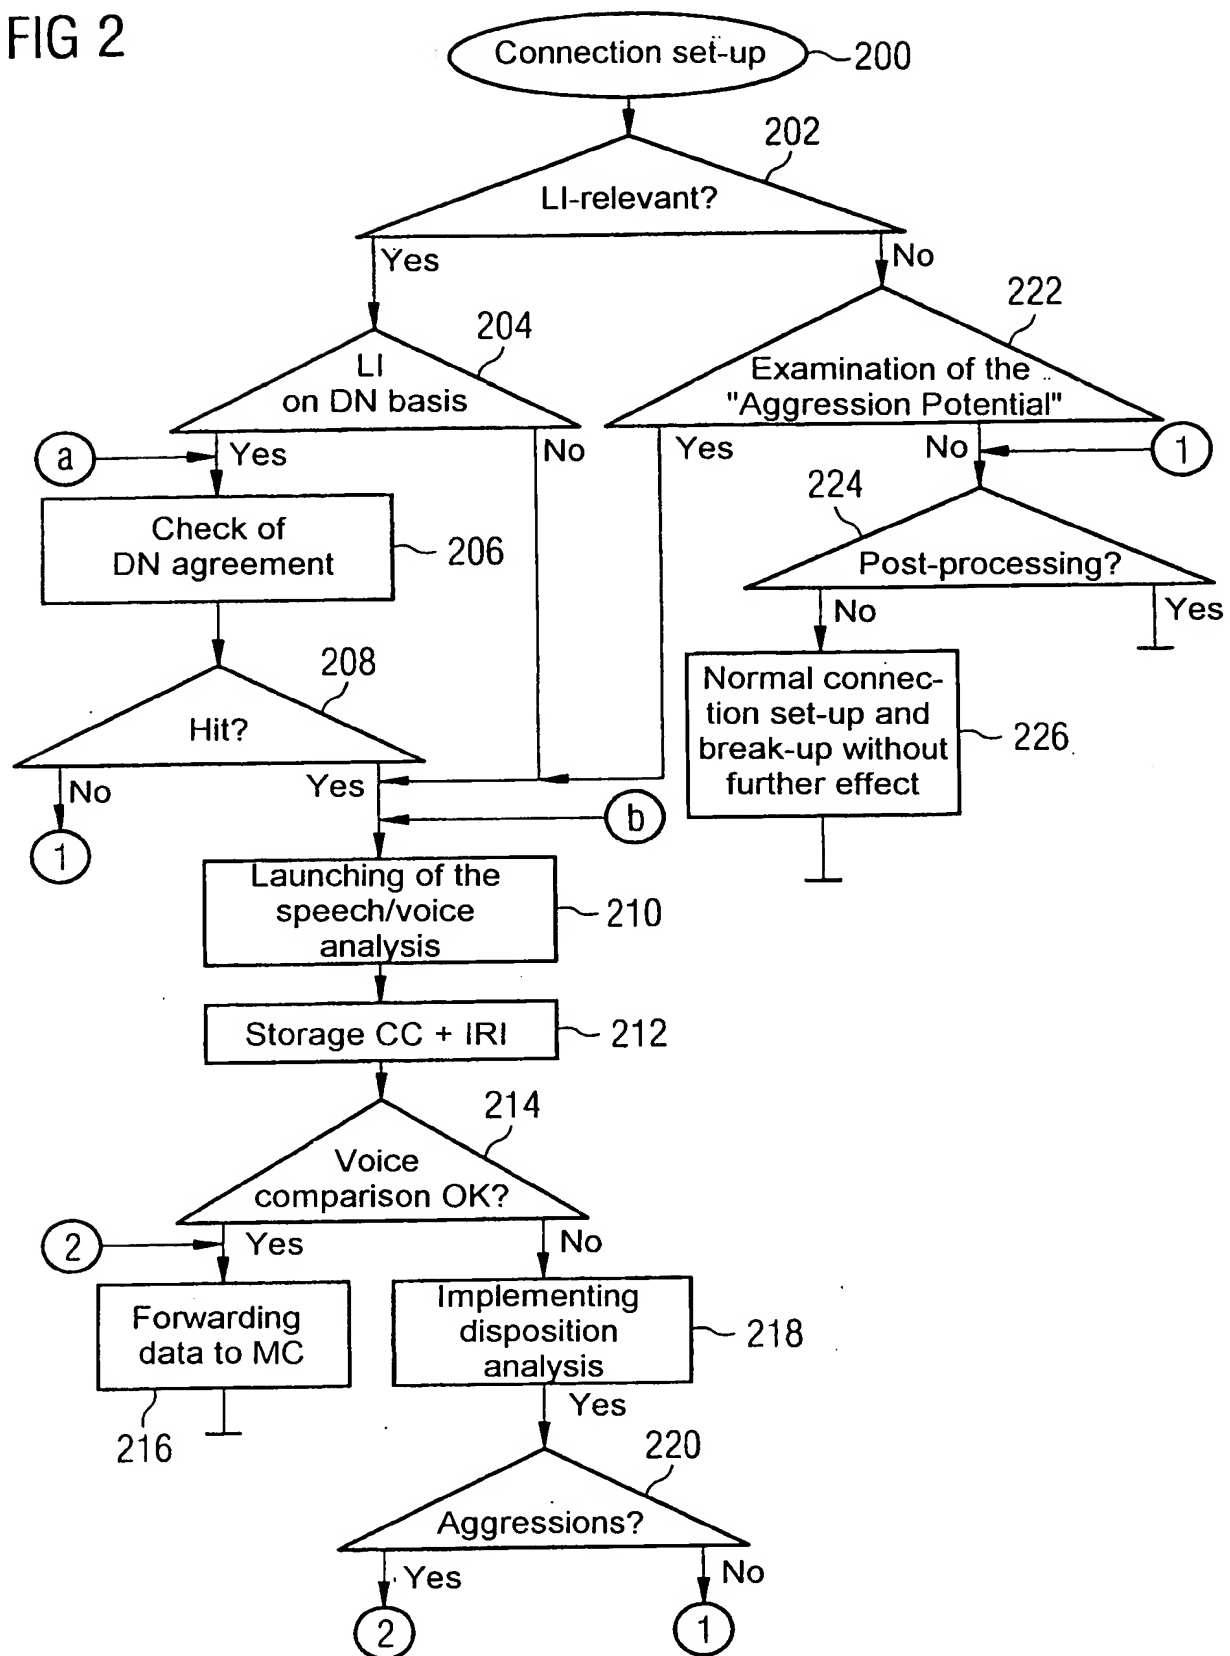 FIG 2
Connection set-up
200
202
LI-relevant?
Yes
No
204
222
LI
on DN basis
Examination of the
"Aggression Potential"
a
Yes
No
Yes
No
1
Check of
DN agreement
206
224
Post-processing?
No
Yes
208
Hit?
Normal connec-
tion set-up and
break-up without
further effect
226
No
Yes
1
b
Launching of the
speech/voice
analysis
210
Storage CC + IRI
212
214
Voice
comparison OK?
2
Yes
No
Forwarding
data to MC
216
Implementing
disposition
analysis
218
Yes
220
Aggressions?
Yes
No
2
1